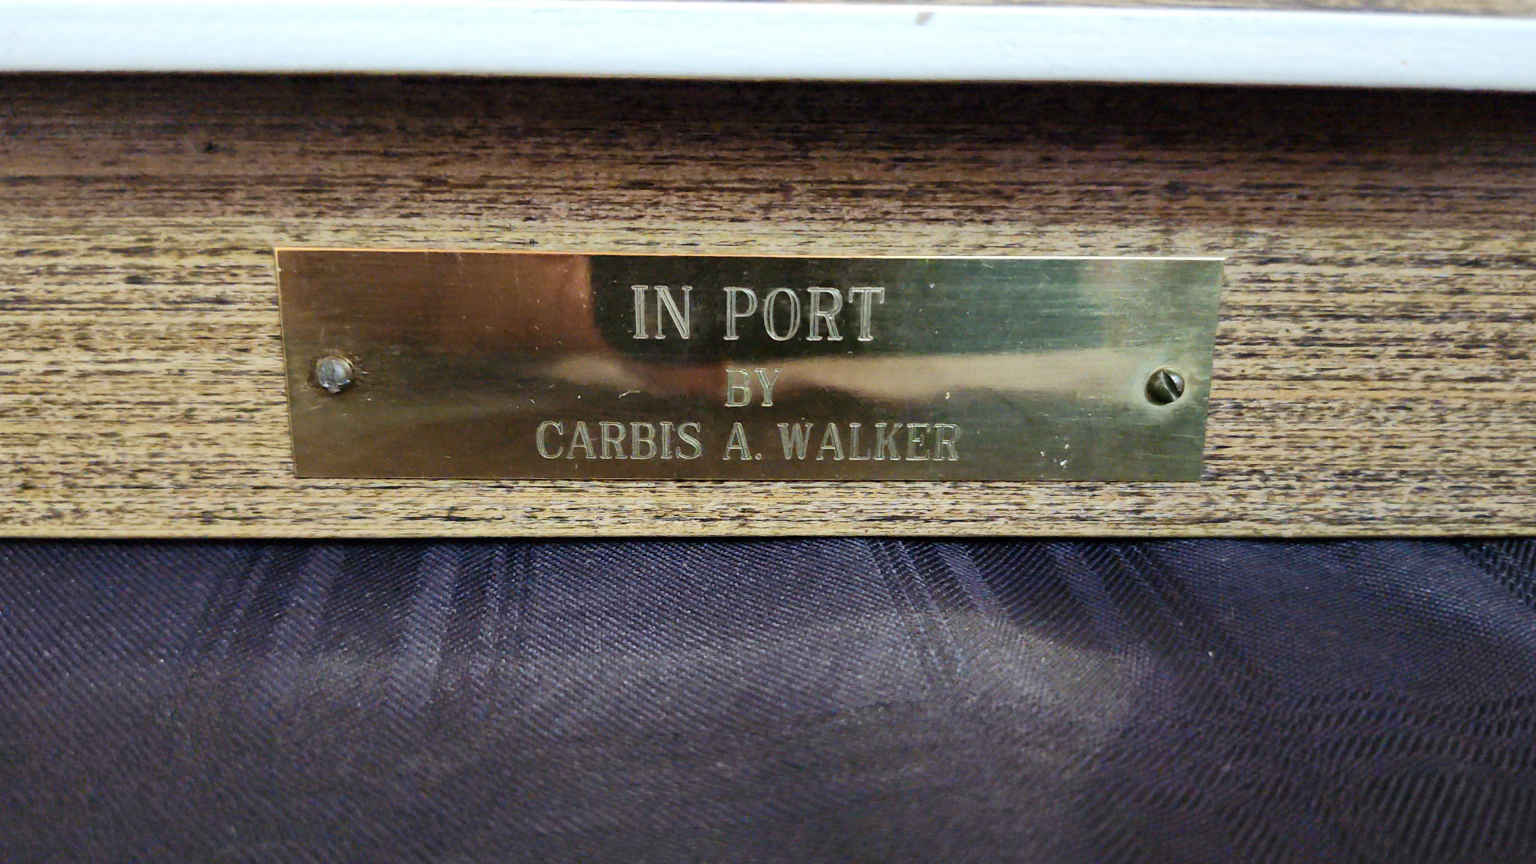 IN PORT
BY
CARBIS A. WALKER